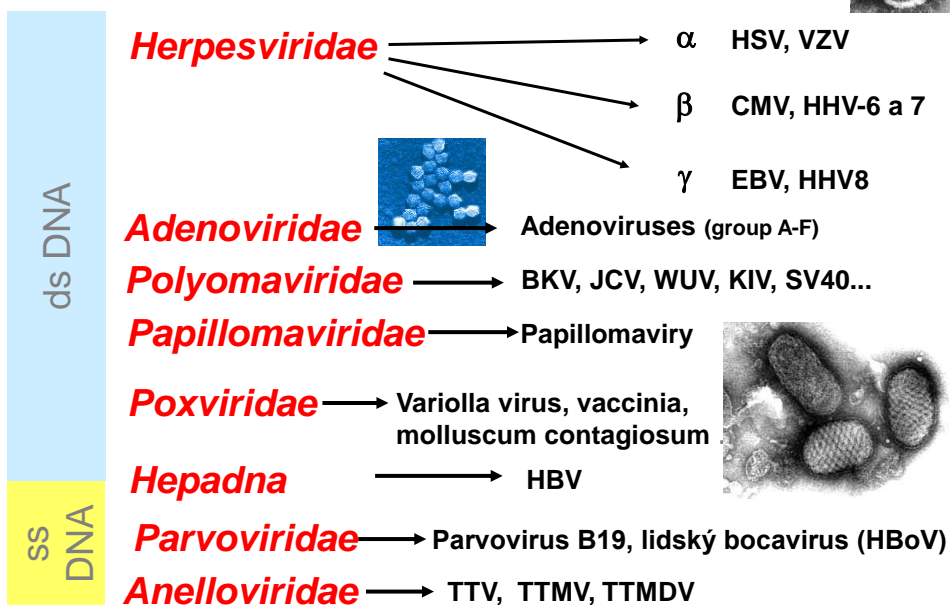 Herpesviridae
α HSV, VZV
β CMV, HHV-6 a 7
γ EBV, HHV8
ds DNA
Adenoviridae Adenoviruses (group A-F)
Polyomaviridae BKV, JCV, WUV, KIV, SV40...
Papillomaviridae Papillomaviry
Poxviridae Variolla virus, vaccinia,
molluscum contagiosum
Hepadna HBV
ss
DNA
Parvoviridae Parvovirus B19, lidský bocavirus (HBoV)
Anelloviridae TTV, TTMV, TTMDV